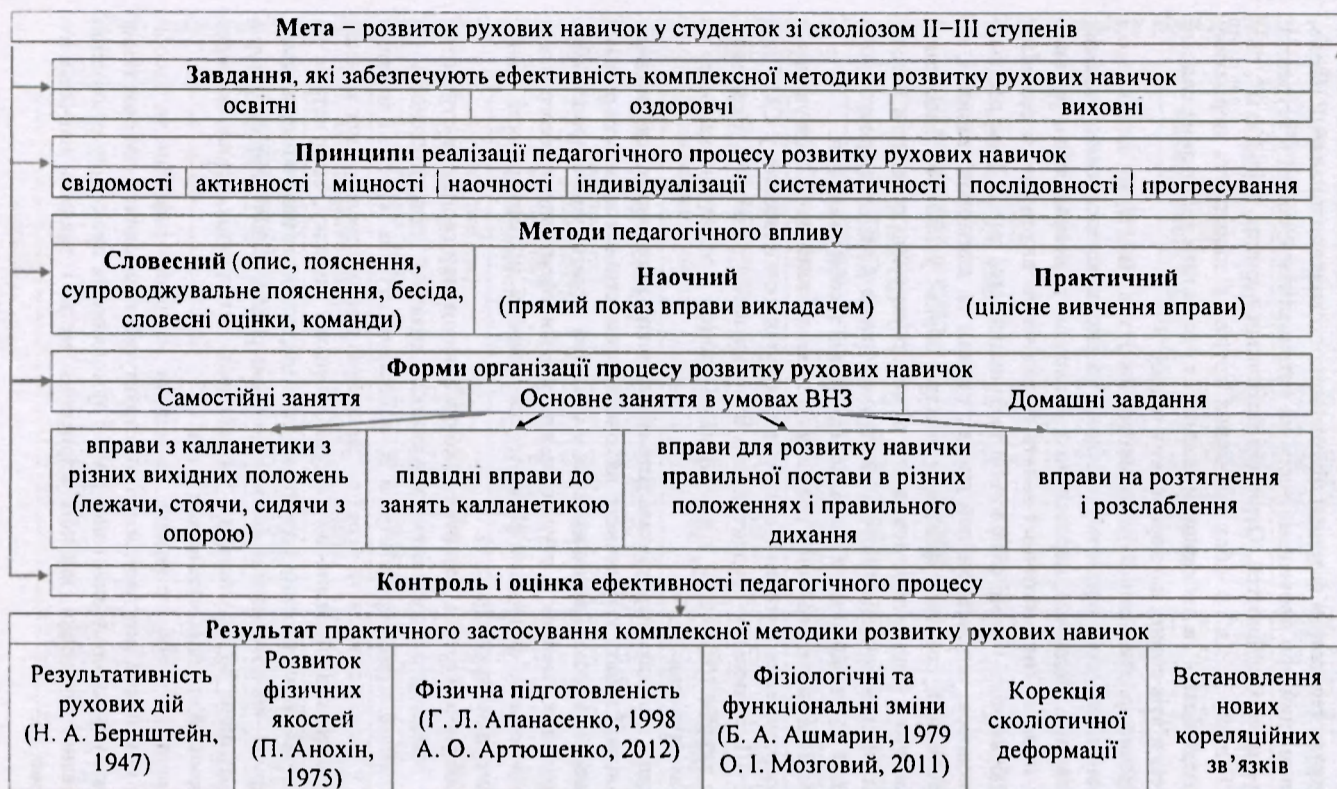 Мета – розвиток рухових навичок у студенток зі сколіозом II–III ступенів
Завдання, які забезпечують ефективність комплексної методики розвитку рухових навичок
освітні
оздоровчі
виховні
Принципи реалізації педагогічного процесу розвитку рухових навичок
свідомості
активності
міцності
наочності
індивідуалізації
систематичності
послідовності
прогресування
Методи педагогічного впливу
Словесний (опис, пояснення,
супроводжувальне пояснення, бесіда,
словесні оцінки, команди)
Наочний
(прямий показ вправи викладачем)
Практичний
(цілісне вивчення вправи)
Форми організації процесу розвитку рухових навичок
Самостійні заняття
Основне заняття в умовах ВНЗ
Домашні завдання
вправи з калланетики з
різних вихідних положень
(лежачи, стоячи, сидячи з
опорою)
підвідні вправи до
занять калланетикою
вправи для розвитку навички
правильної постави в різних
положеннях і правильного
дихання
вправи на розтягнення
і розслаблення
Контроль і оцінка ефективності педагогічного процесу
Результат практичного застосування комплексної методики розвитку рухових навичок
Результативність
рухових дій
(Н. А. Бернштейн,
1947)
Розвиток
фізичних
якостей
(П. Анохін,
1975)
Фізична підготовленість
(Г. Л. Апанасенко, 1998
А. О. Артюшенко, 2012)
Фізіологічні та
функціональні зміни
(Б. А. Ашмарин, 1979
О. І. Мозговий, 2011)
Корекція
сколіотичної
деформації
Встановлення
нових
кореляційних
зв’язків